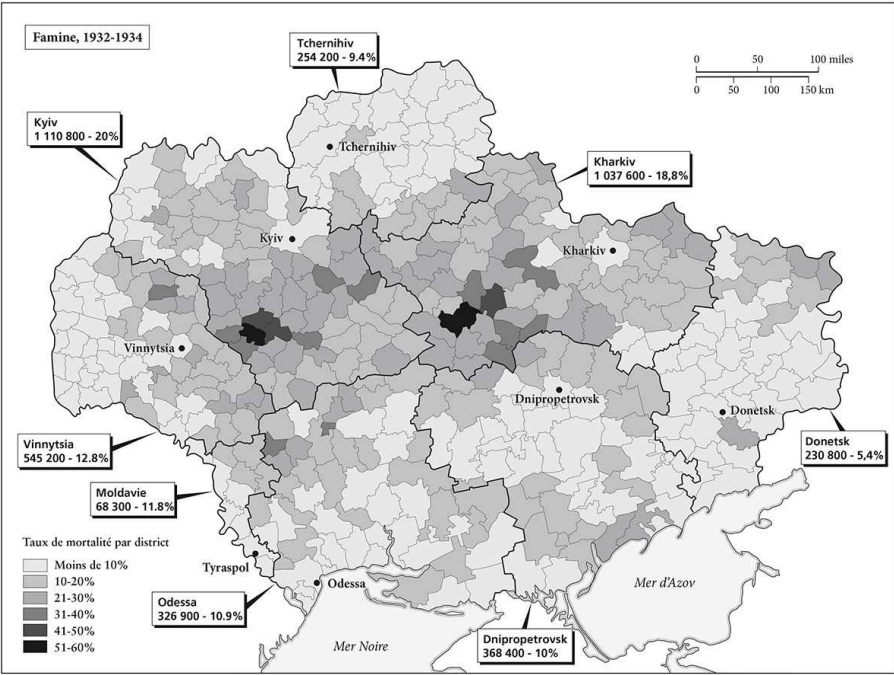 Famine, 1932-1934
Tchernihiv
254 200 - 9.4%
0 50 100 miles
0 50 100 150 km
Kyiv
1 110 800 - 20%
Tchernihiv
Kharkiv
1 037 600 - 18,8%
Kyiv
Kharkiv
Vinnytsia
Dnipropetrovsk
Donetsk
Vinnytsia
545 200 - 12.8%
Donetsk
230 800 - 5,4%
Moldavie
68 300 - 11.8%
Taux de mortalité par district
Moins de 10%
10-20%
21-30%
31-40%
41-50%
51-60%
Tyraspol
Odessa
Mer d'Azov
Odessa
326 900 - 10.9%
Mer Noire
Dnipropetrovsk
368 400 - 10%